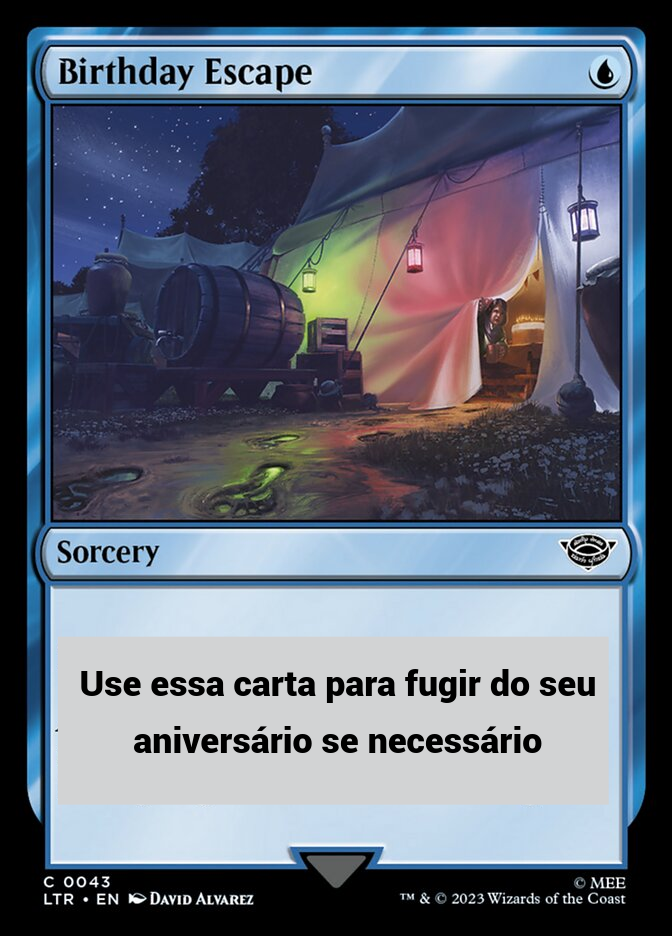 Birthday Escape
Sorcery
Use essa carta para fugir do seu
aniversário se necessário
C 0043
LTR • EN David Alvarez
© MEE
™ & © 2023 Wizards of the Coast